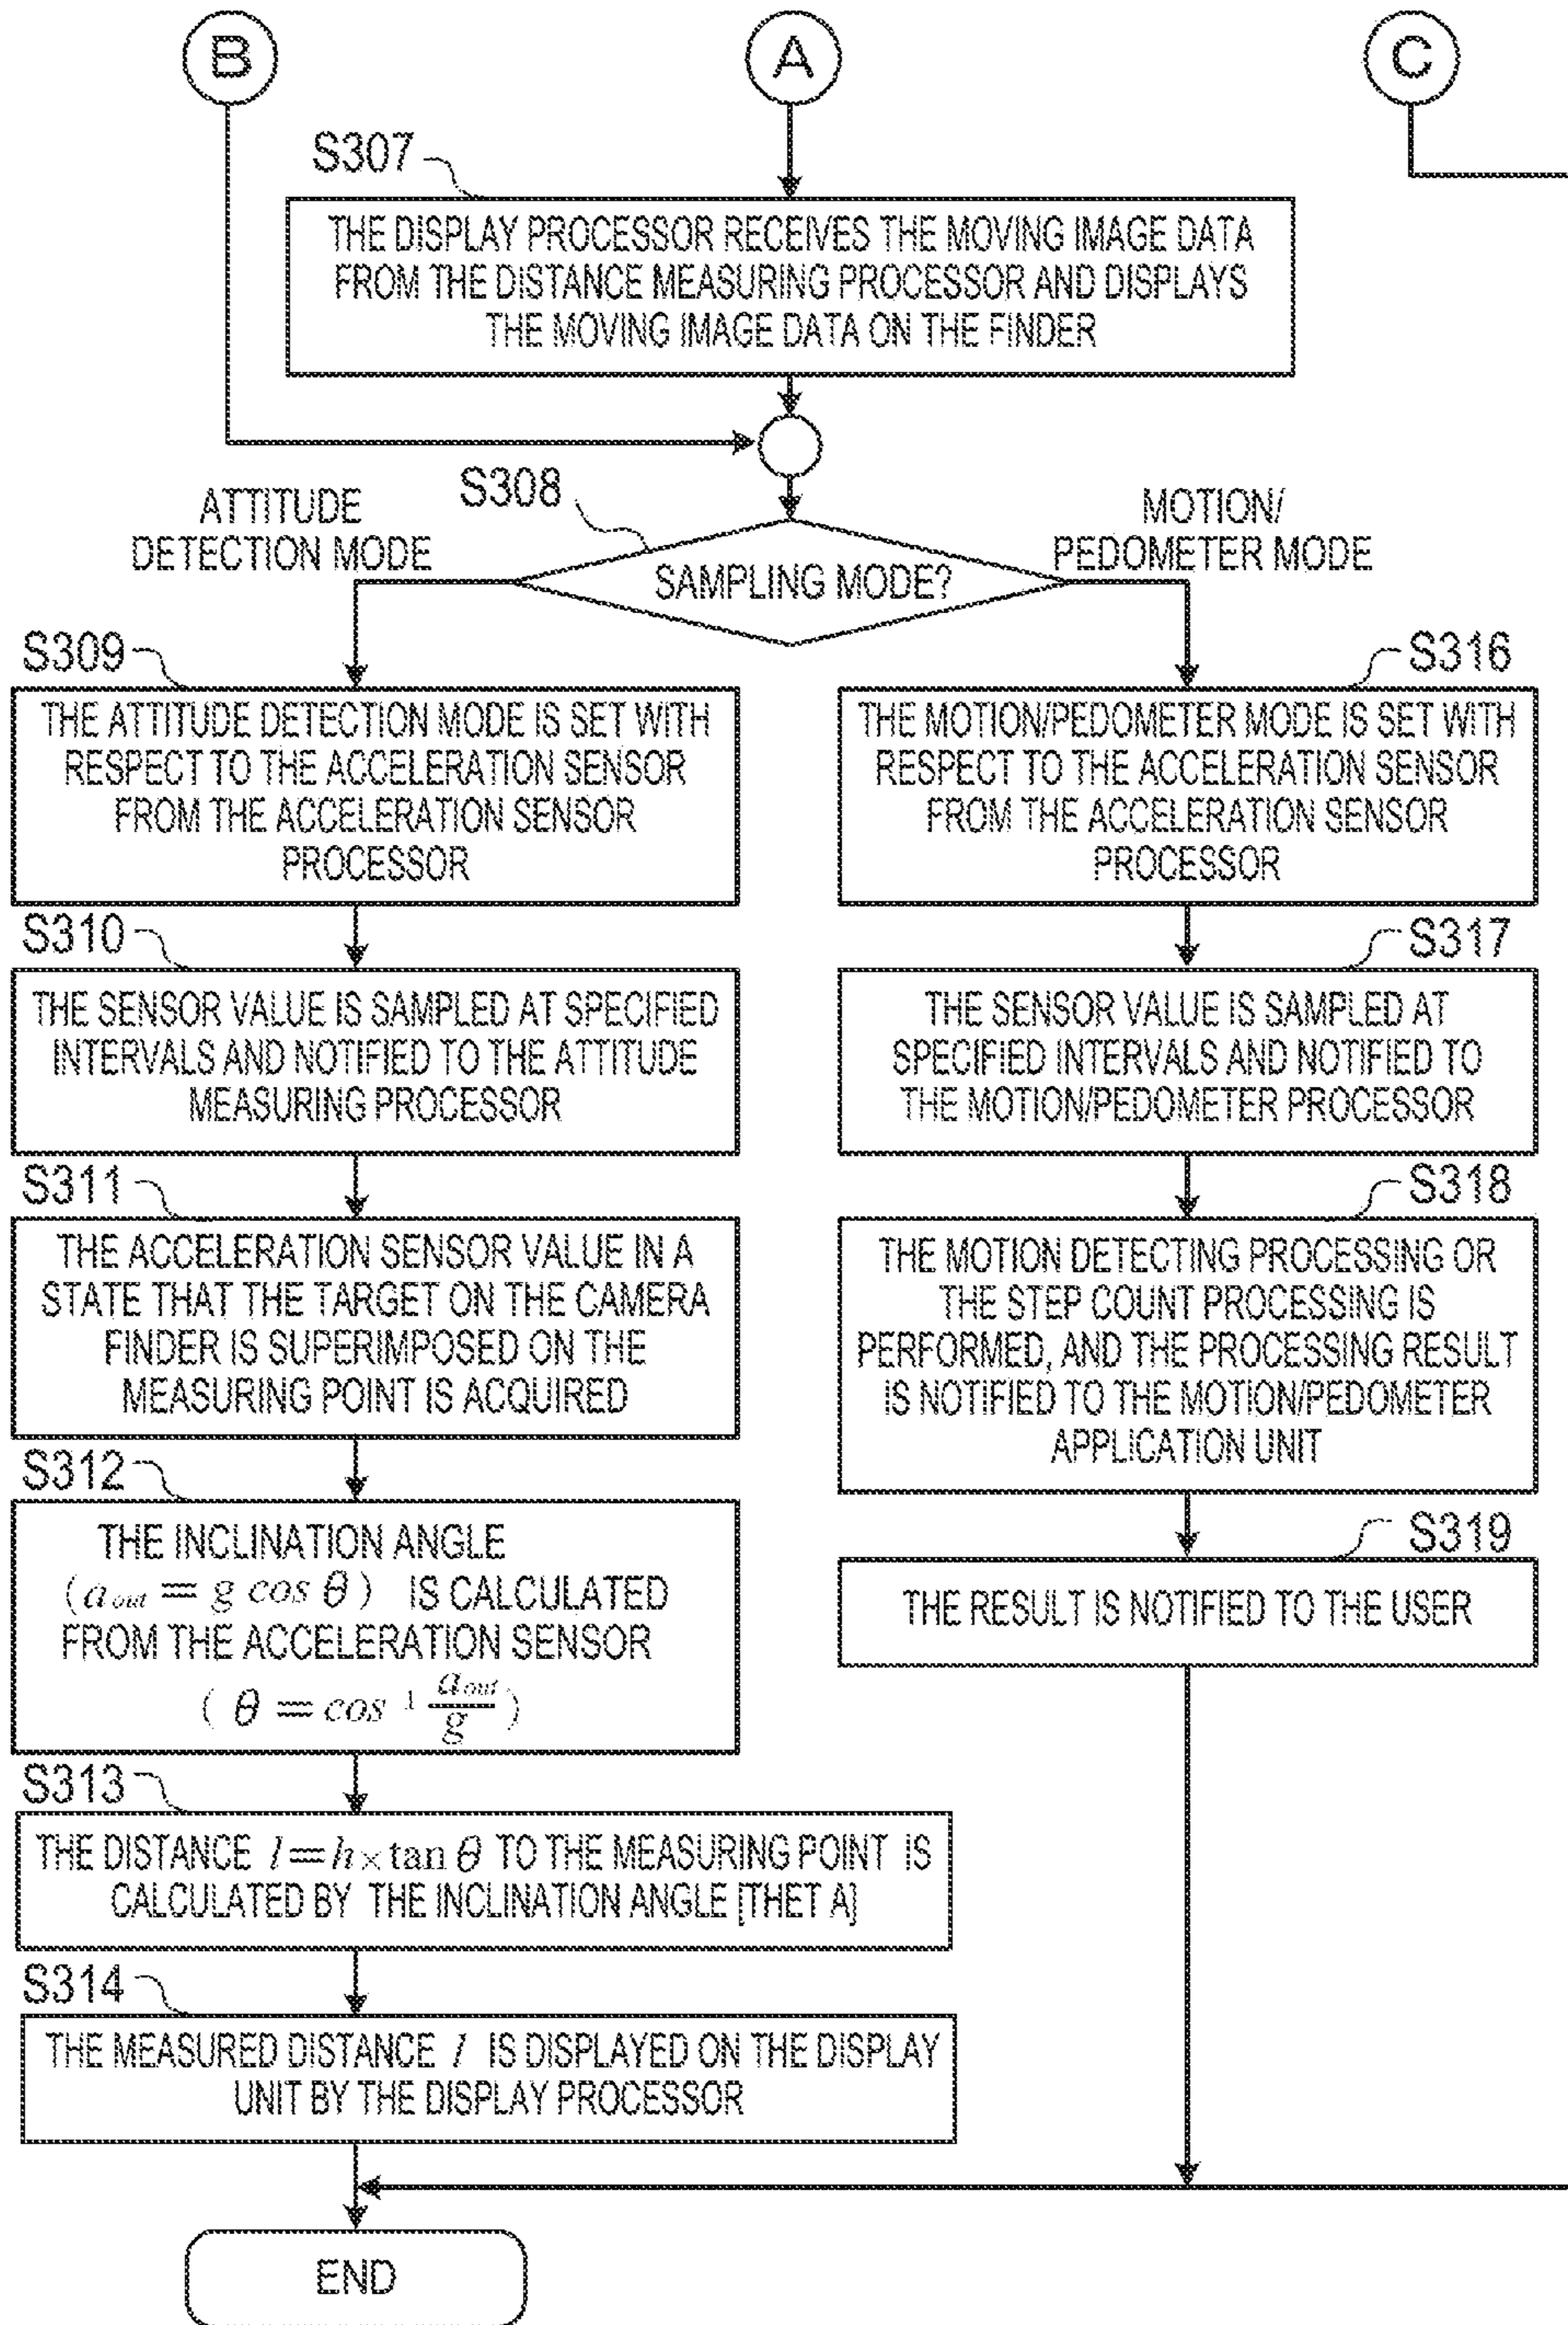 B
A
C
S307
THE DISPLAY PROCESSOR RECEIVES THE MOVING IMAGE DATA
FROM THE DISTANCE MEASURING PROCESSOR AND DISPLAYS
THE MOVING IMAGE DATA ON THE FINDER
S308
ATTITUDE
DETECTION MODE
SAMPLING MODE?
MOTION/
PEDOMETER MODE
S309
THE ATTITUDE DETECTION MODE IS SET WITH
RESPECT TO THE ACCELERATION SENSOR
FROM THE ACCELERATION SENSOR
PROCESSOR
S310
THE SENSOR VALUE IS SAMPLED AT SPECIFIED
INTERVALS AND NOTIFIED TO THE ATTITUDE
MEASURING PROCESSOR
S311
THE ACCELERATION SENSOR VALUE IN A
STATE THAT THE TARGET ON THE CAMERA
FINDER IS SUPERIMPOSED ON THE
MEASURING POINT IS ACQUIRED
S312
THE INCLINATION ANGLE
(a out = g cos θ) IS CALCULATED
FROM THE ACCELERATION SENSOR
( θ = cos 1 a out / g )
S313
THE DISTANCE l = h × tan θ TO THE MEASURING POINT IS
CALCULATED BY THE INCLINATION ANGLE [THET A]
S314
THE MEASURED DISTANCE l IS DISPLAYED ON THE DISPLAY
UNIT BY THE DISPLAY PROCESSOR
S316
THE MOTION/PEDOMETER MODE IS SET WITH
RESPECT TO THE ACCELERATION SENSOR
FROM THE ACCELERATION SENSOR
PROCESSOR
S317
THE SENSOR VALUE IS SAMPLED AT
SPECIFIED INTERVALS AND NOTIFIED TO
THE MOTION/PEDOMETER PROCESSOR
S318
THE MOTION DETECTING PROCESSING OR
THE STEP COUNT PROCESSING IS
PERFORMED, AND THE PROCESSING RESULT
IS NOTIFIED TO THE MOTION/PEDOMETER
APPLICATION UNIT
S319
THE RESULT IS NOTIFIED TO THE USER
END